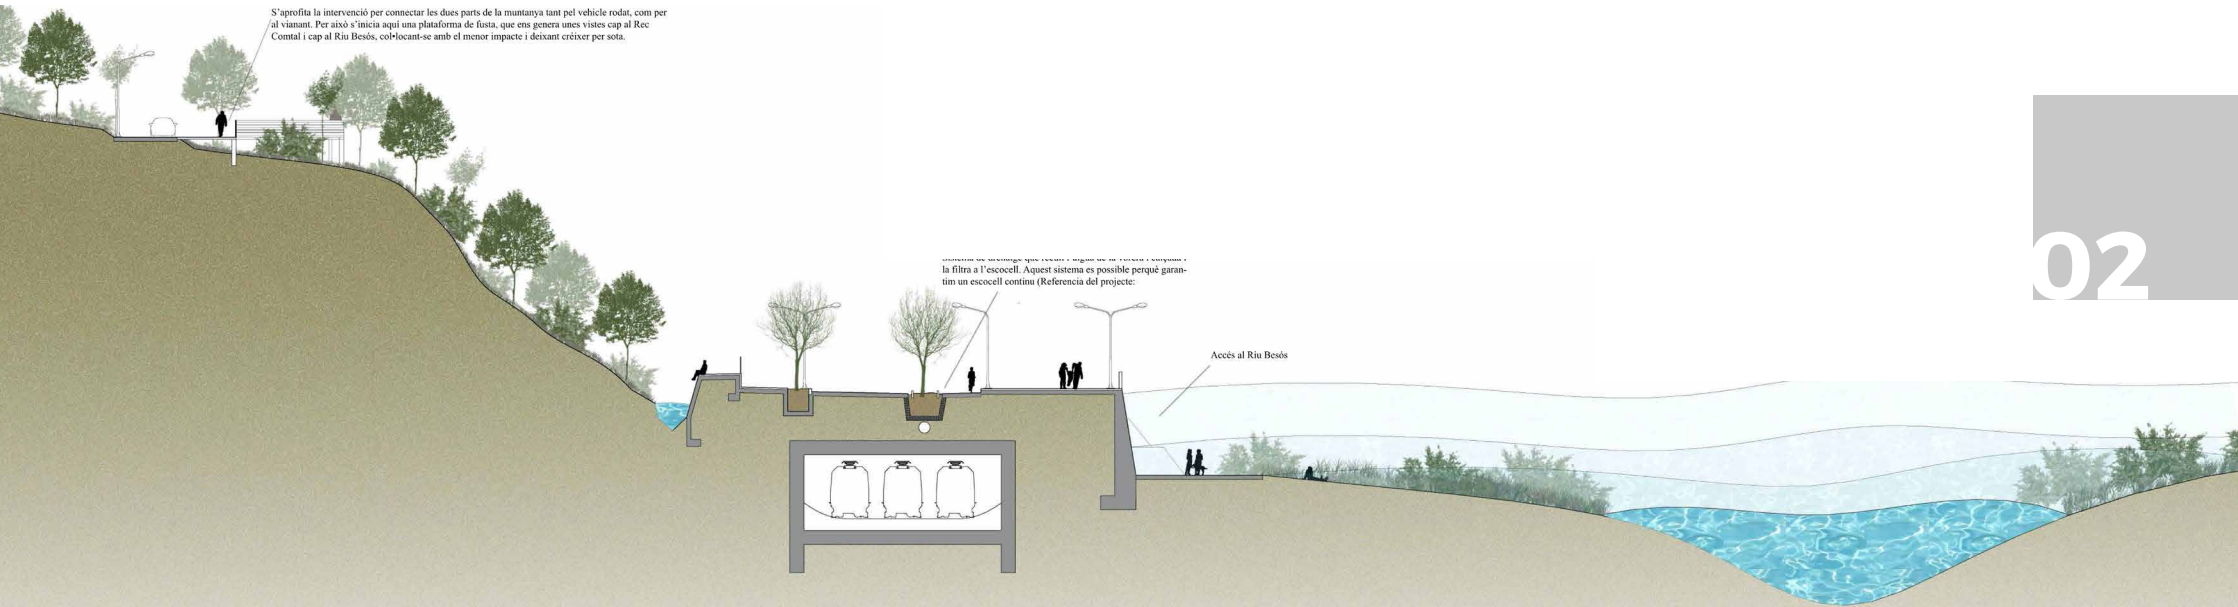 S’aprofita la intervenció per connectar les dues parts de la muntanya tant pel vehicle rodat, com per
al vianant. Per això s’inicia aquí una plataforma de fusta, que ens genera unes vistes cap al Rec
Comtal i cap al Riu Besós, col•locant-se amb el menor impacte i deixant créixer per sota.
02
la filtra a l’escocell. Aquest sistema es possible perquè garan-
tim un escocell continu (Referencia del projecte:
Accés al Riu Besós